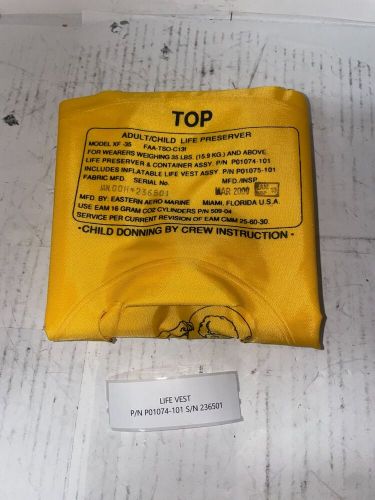 TOP
ADULT/CHILD LIFE PRESERVER
MODEL XF-35 FAA-TSO-C13f
FOR WEARERS WEIGHING 35 LBS. (15.9 KG.) AND ABOVE
LIFE PRESERVER & CONTAINER ASSY. P/N P01074-101
INCLUDES INFLATABLE LIFE VEST ASSY. P/N P01075-101
FABRIC MFD. SERIAL No. MFD./INSP.
236501 MAR 2000
MFD. BY: EASTERN AERO MARINE MIAMI, FLORIDA U.S.A.
USE EAM 16 GRAM CO2 CYLINDERS P/N 509-04
SERVICE PER CURRENT REVISION OF EAM CMM 25-60-30.
-CHILD DONNING BY CREW INSTRUCTION-
LIFE VEST
P/N P01074-101 S/N 236501